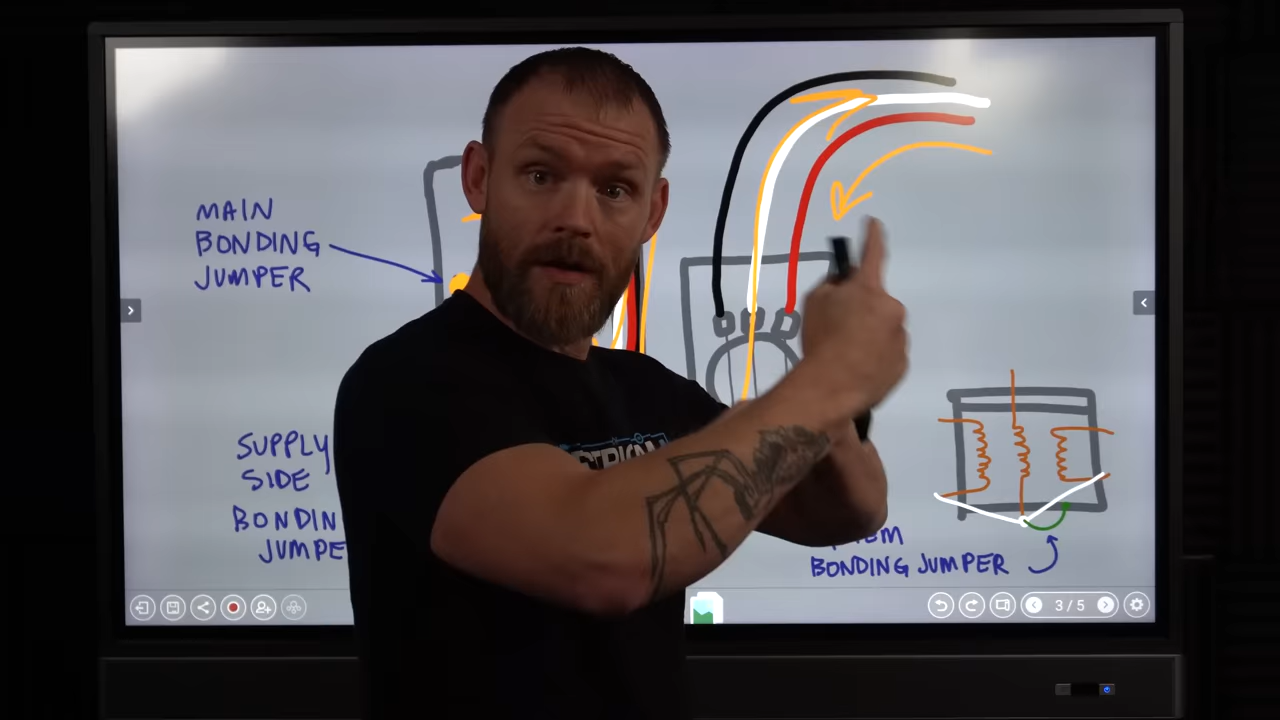 MAIN
BONDING
JUMPER
SUPPLY
SIDE
BONDIN
JUMPE
BONDING JUMPER
3 / 5